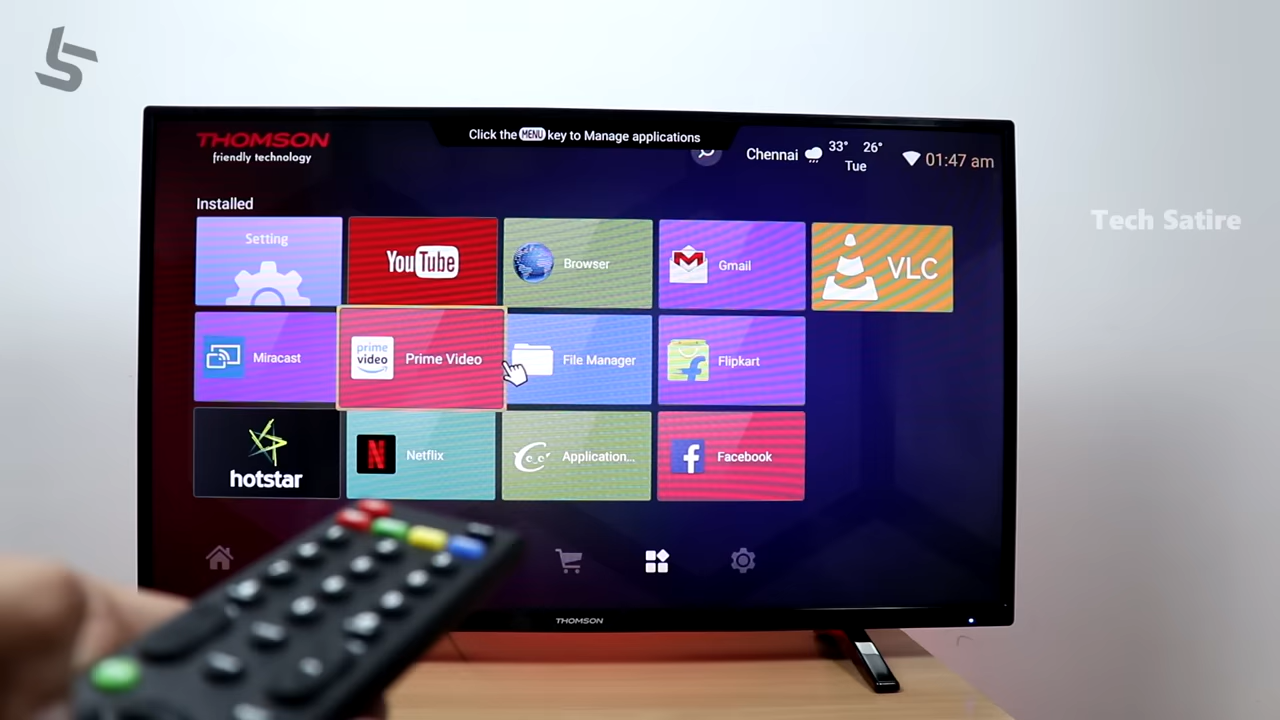 THOMSON
friendly technology
Click the MENU key to Manage applications
Chennai 33° 26°
Tue
01:47 am
Tech Satire
Installed
Setting
YouTube
Browser
Gmail
VLC
Miracast
prime video
Prime Video
File Manager
Flipkart
hotstar
N
Netflix
Application...
Facebook
THOMSON